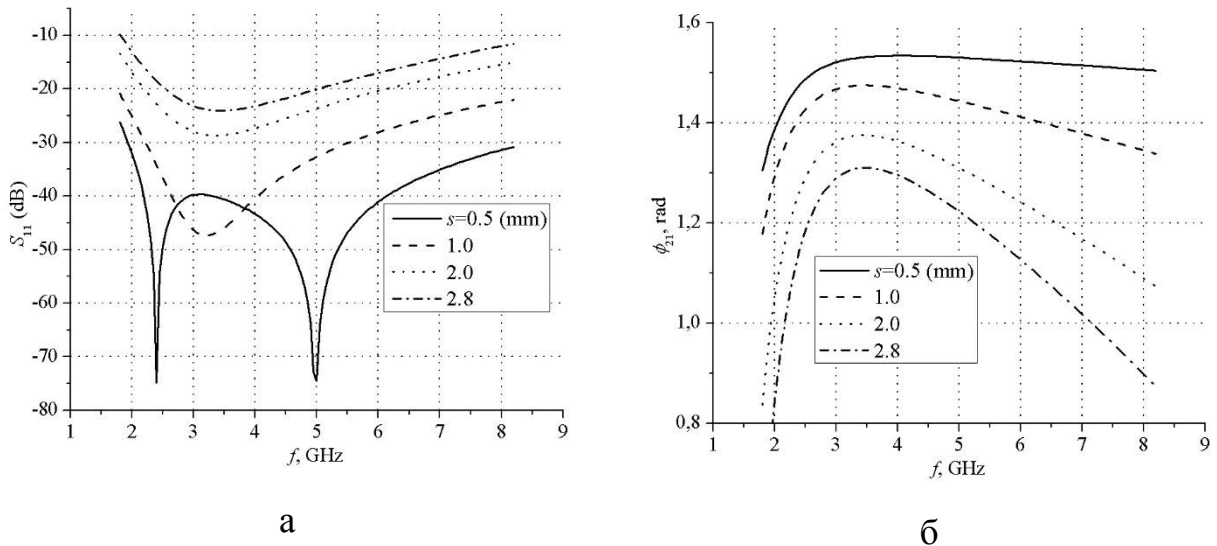 -10
-20
-30
-40
-50
-60
-70
-80
S11 (dB)
s=0.5 (mm)
1.0
2.0
2.8
1 2 3 4 5 6 7 8 9
f, GHz
а
1,6
1,4
1,2
1,0
0,8
ϕ21, rad
s=0.5 (mm)
1.0
2.0
2.8
1 2 3 4 5 6 7 8 9
f, GHz
б